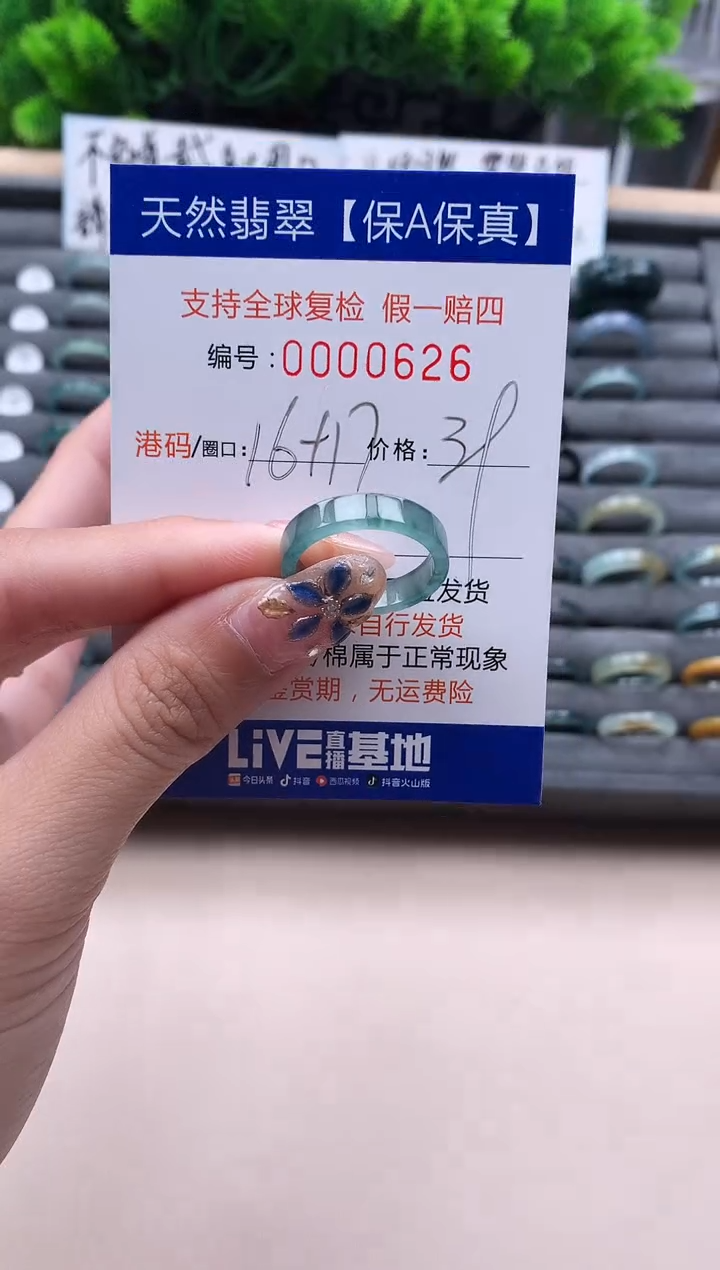 天然翡翠【保A保真】
支持全球复检 假一赔四
编号：0000626
港码/圈口：16+17 价格：39
发货
自行发货
棉属于正常现象
鉴赏期，无运费险
LiVE直播基地
今日头条 抖音 西瓜视频 抖音火山版